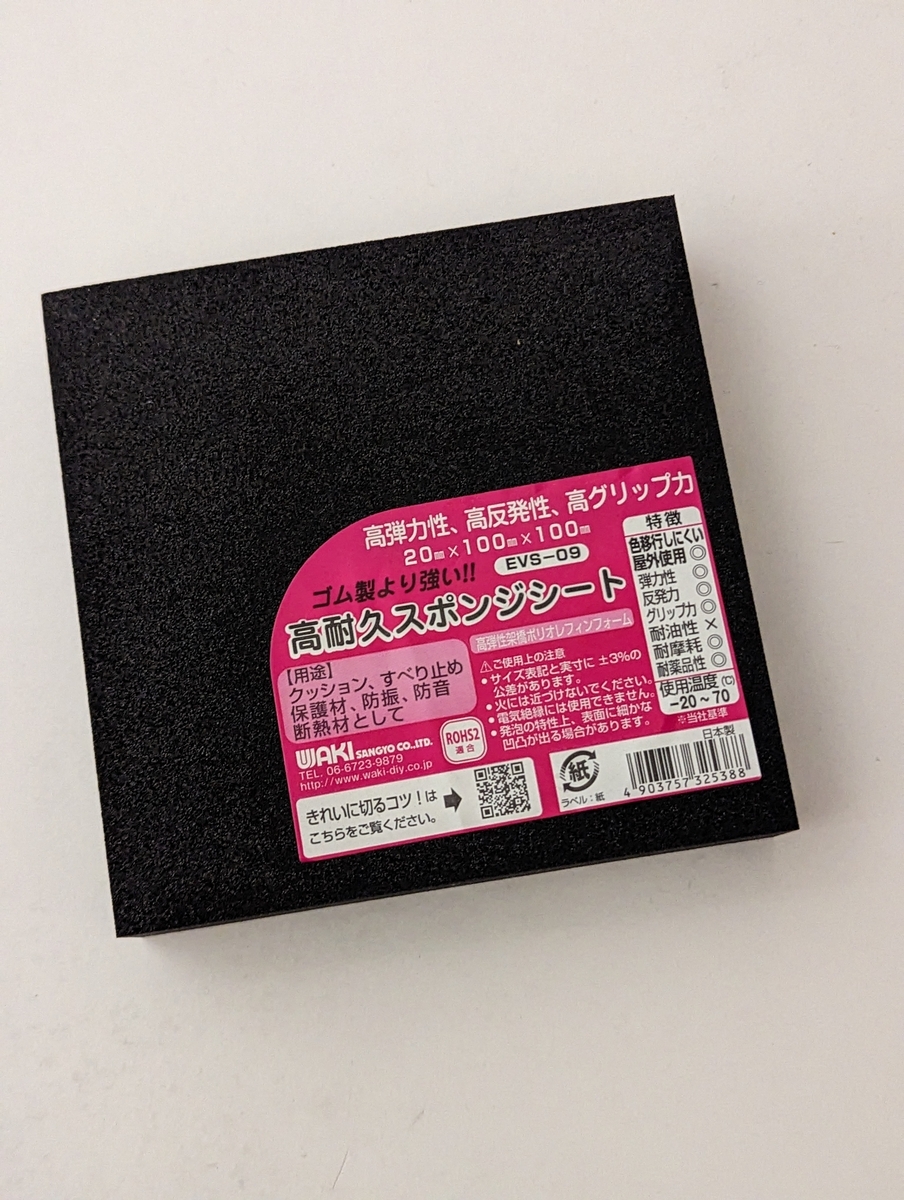 高弾力性、高反発性、高グリップ力
20㎜×100㎜×100㎜
EVS-09
ゴム製より強い!!
高耐久スポンジシート
高弾性架橋ポリオレフィンフォーム
【用途】
クッション、すべり止め
保護材、防振、防音
断熱材として
⚠ご使用上の注意
●サイズ表記と実寸に±3%の
公差があります。
●火には近づけないでください。
●電気絶縁には使用できません。
●発泡の特性上、表面に細かな
凹凸が出る場合があります。
特徴
色移行しにくい
屋外使用 ◎
弾力性 ◎
反発力 ◎
グリップ力 ◎
耐油性 ×
耐摩耗 ◎
耐薬品性 ◎
使用温度(℃)
-20~70
※当社基準
WAKI SANGYO CO.,LTD.
TEL. 06-6723-9879
http://www.waki-diy.co.jp
ROHS2
適合
きれいに切るコツ!は
こちらをご覧ください。
紙
ラベル:紙
日本製
4 903757 325388